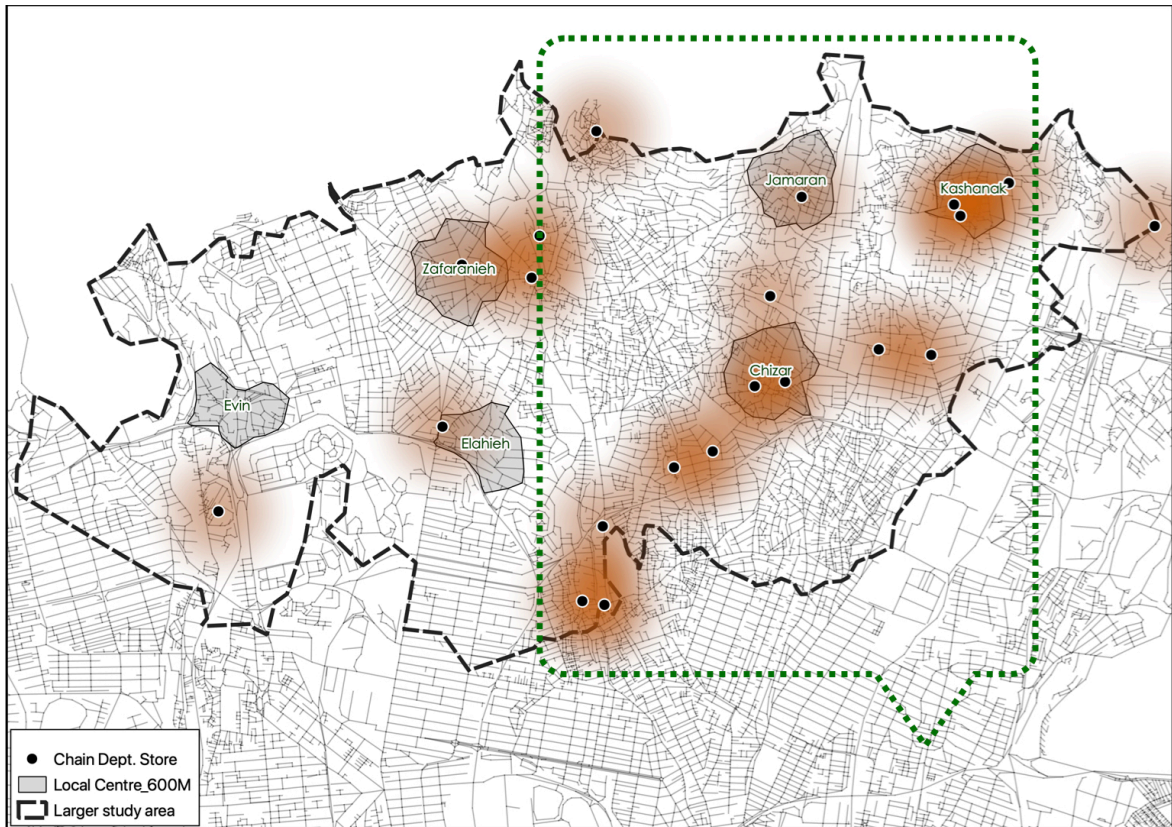 Jamaran
Kashanak
Zafaranieh
Chizar
Evin
Elahieh
Chain Dept. Store
Local Centre_600M
Larger study area